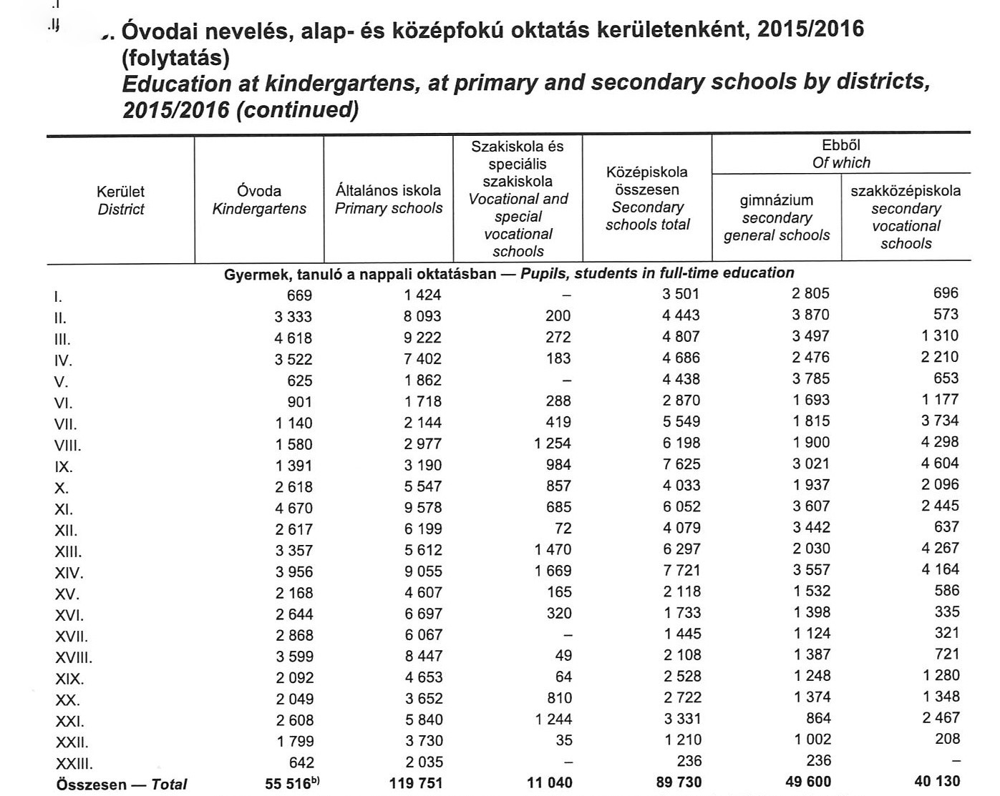 . Óvodai nevelés, alap- és középfokú oktatás kerületenként, 2015/2016
(folytatás)
Education at kindergartens, at primary and secondary schools by districts,
2015/2016 (continued)
Kerület
District
Óvoda
Kindergartens
Általános iskola
Primary schools
Szakiskola és
speciális
szakiskola
Vocational and
special
vocational
schools
Középiskola
összesen
Secondary
schools total
Ebből
Of which
gimnázium
secondary
general schools
szakközépiskola
secondary
vocational
schools
Gyermek, tanuló a nappali oktatásban — Pupils, students in full-time education
I. 669 1 424 – 3 501 2 805 696
II. 3 333 8 093 200 4 443 3 870 573
III. 4 618 9 222 272 4 807 3 497 1 310
IV. 3 522 7 402 183 4 686 2 476 2 210
V. 625 1 862 – 4 438 3 785 653
VI. 901 1 718 288 2 870 1 693 1 177
VII. 1 140 2 144 419 5 549 1 815 3 734
VIII. 1 580 2 977 1 254 6 198 1 900 4 298
IX. 1 391 3 190 984 7 625 3 021 4 604
X. 2 618 5 547 857 4 033 1 937 2 096
XI. 4 670 9 578 685 6 052 3 607 2 445
XII. 2 617 6 199 72 4 079 3 442 637
XIII. 3 357 5 612 1 470 6 297 2 030 4 267
XIV. 3 956 9 055 1 669 7 721 3 557 4 164
XV. 2 168 4 607 165 2 118 1 532 586
XVI. 2 644 6 697 320 1 733 1 398 335
XVII. 2 868 6 067 – 1 445 1 124 321
XVIII. 3 599 8 447 49 2 108 1 387 721
XIX. 2 092 4 653 64 2 528 1 248 1 280
XX. 2 049 3 652 810 2 722 1 374 1 348
XXI. 2 608 5 840 1 244 3 331 864 2 467
XXII. 1 799 3 730 35 1 210 1 002 208
XXIII. 642 2 035 – 236 236 –
Összesen — Total 55 516b) 119 751 11 040 89 730 49 600 40 130